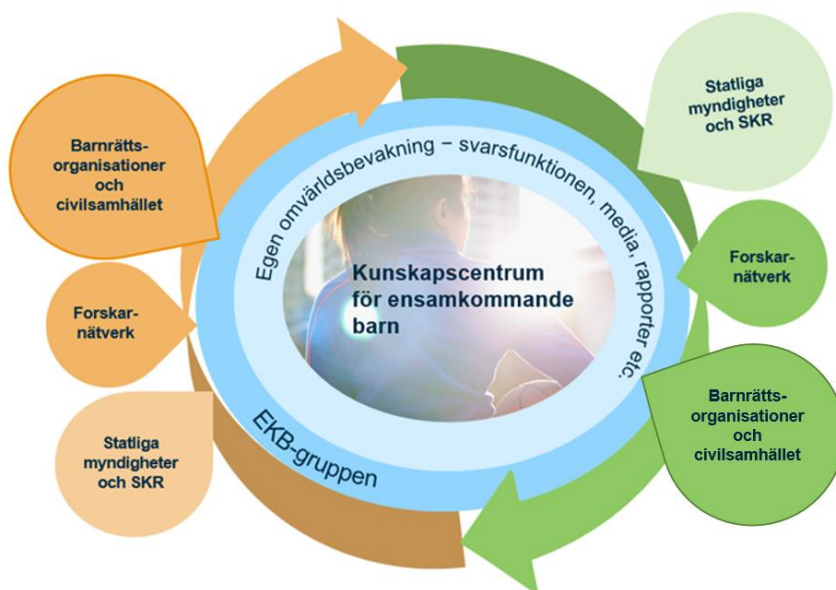 Barnrätts-
organisationer
och
civilsamhället
Forskar-
nätverk
Statliga
myndigheter
och SKR
Egen omvärldsbevakning – svarsfunktionen, media, rapporter etc.
Kunskapscentrum
för ensamkommande
barn
EKB-gruppen
Statliga
myndigheter
och SKR
Forskar-
nätverk
Barnrätts-
organisationer
och
civilsamhället